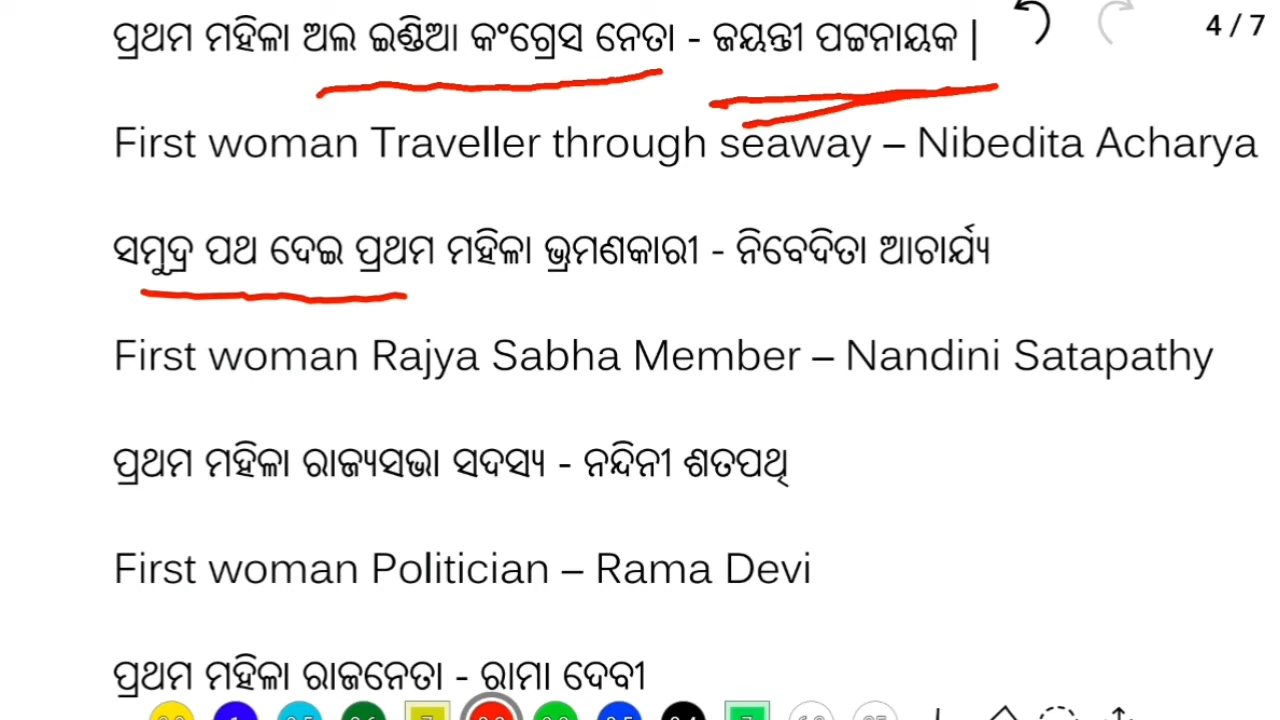 ପ୍ରଥମ ମହିଳା ଅଲ ଇଣ୍ଡିଆ କଂଗ୍ରେସ ନେତା - ଜୟନ୍ତୀ ପଟ୍ଟନାୟକ |
4 / 7
First woman Traveller through seaway – Nibedita Acharya
ସମୁଦ୍ର ପଥ ଦେଇ ପ୍ରଥମ ମହିଳା ଭ୍ରମଣକାରୀ - ନିବେଦିତା ଆଚାର୍ଯ୍ୟ
First woman Rajya Sabha Member – Nandini Satapathy
ପ୍ରଥମ ମହିଳା ରାଜ୍ୟସଭା ସଦସ୍ୟ - ନନ୍ଦିନୀ ଶତପଥି
First woman Politician – Rama Devi
ପ୍ରଥମ ମହିଳା ରାଜନେତା - ରାମା ଦେବୀ